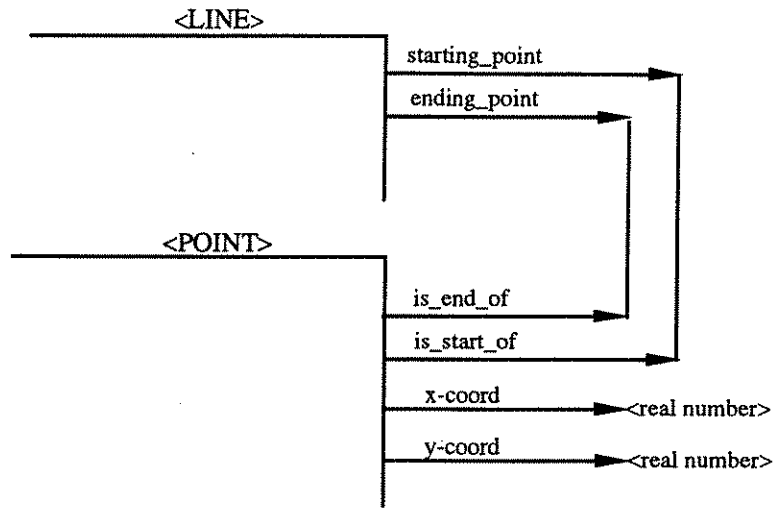 <LINE>
starting_point
ending_point
<POINT>
is_end_of
is_start_of
x-coord
<real number>
y-coord
<real number>